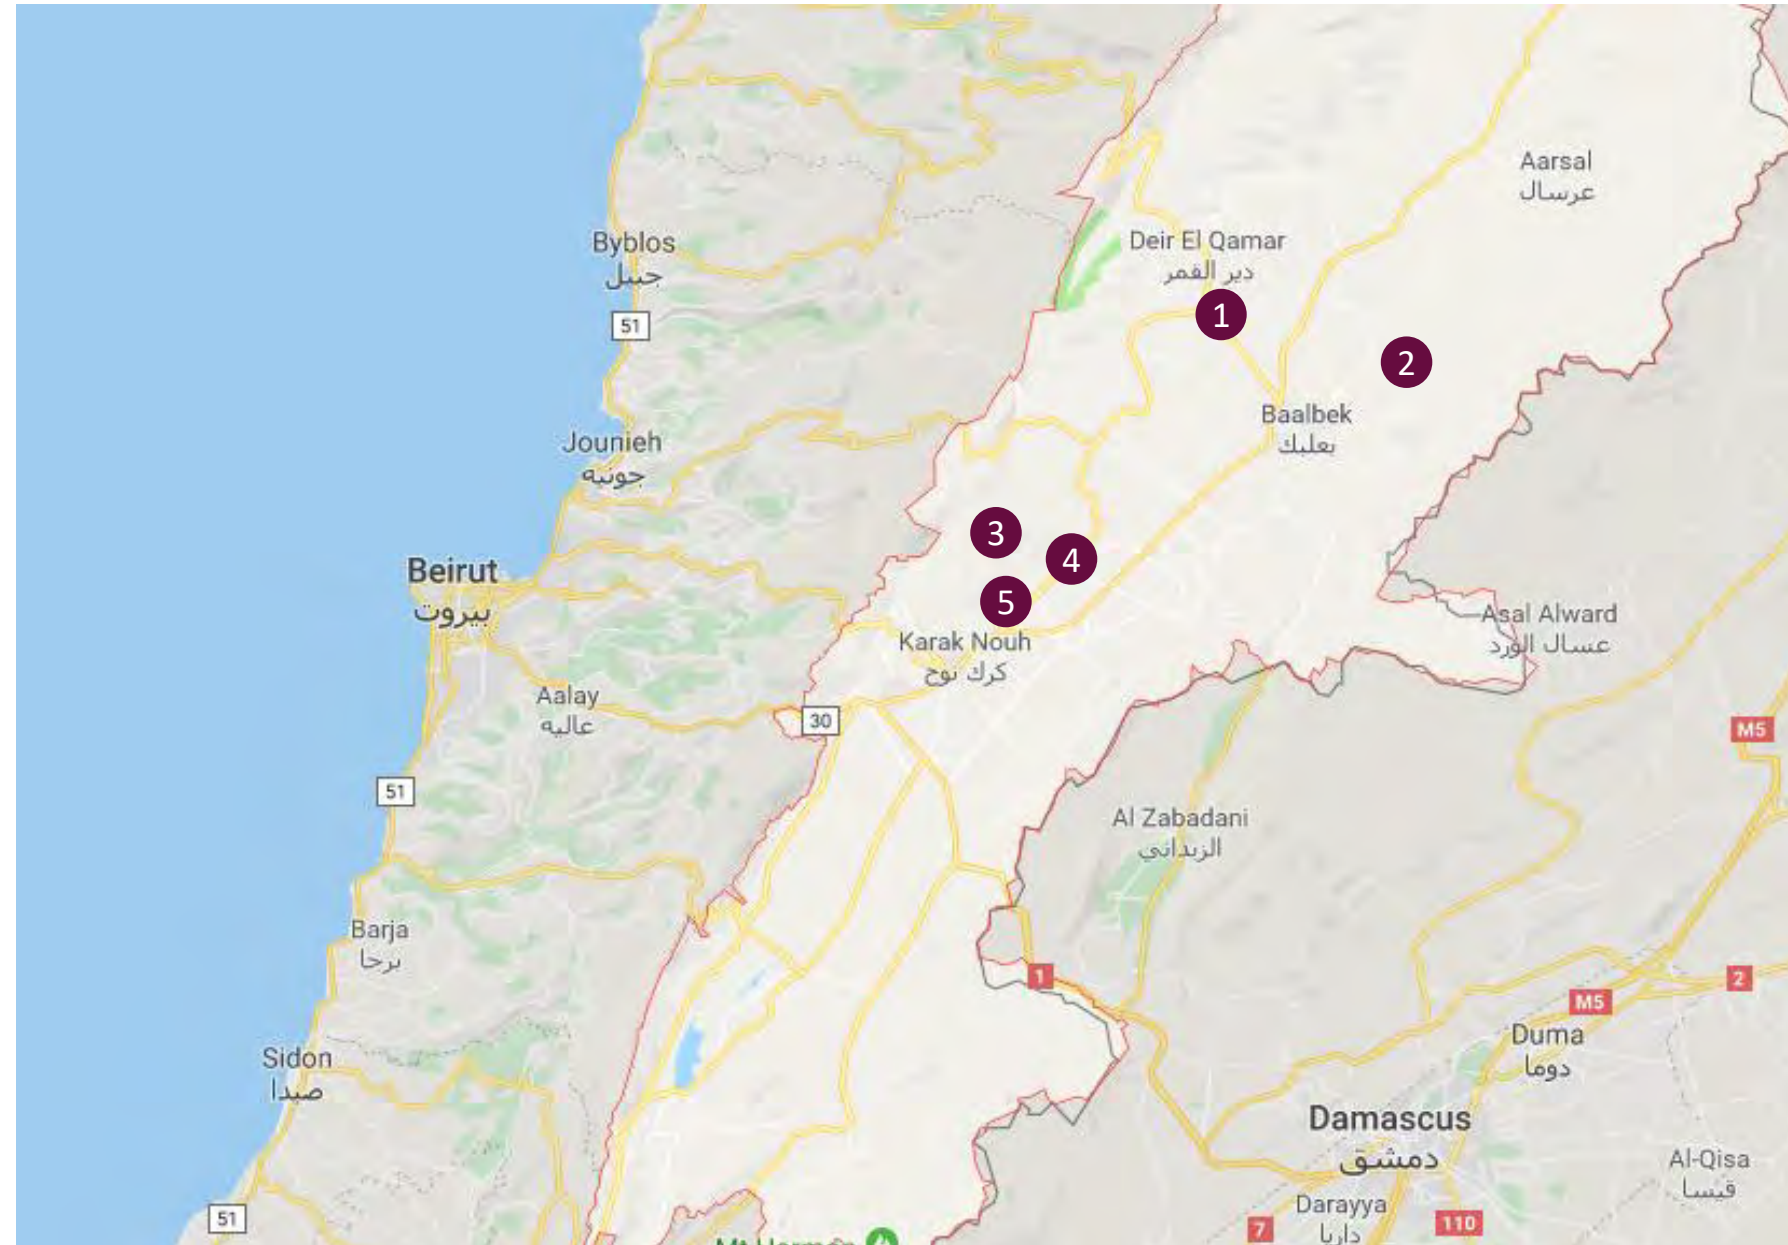 Aarsal
عرسال
Deir El Qamar
دير القمر
Byblos
جبيل
51
1
2
Baalbek
بعلبك
Jounieh
جونيه
3
4
Beirut
بيروت
5
Asal Alward
عسال الورد
Karak Nouh
كرك نوح
Aalay
عاليه
30
M5
51
Al Zabadani
الزبداني
Barja
برجا
1
2
M5
Duma
دوما
Sidon
صيدا
Damascus
دمشق
Al-Qisa
قيسا
Darayya
داريا
51
7
110